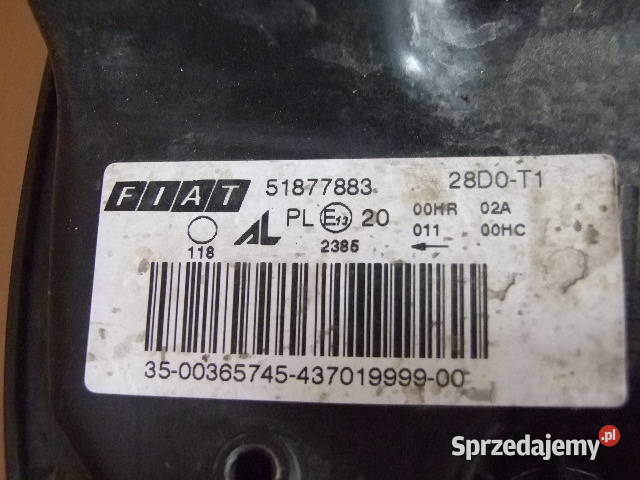 FIAT 51877883 28D0-T1
AL PL E13 20 00HR 02A
118 2385 011 00HC
35-00365745-437019999-00
Sprzedajemy.pl